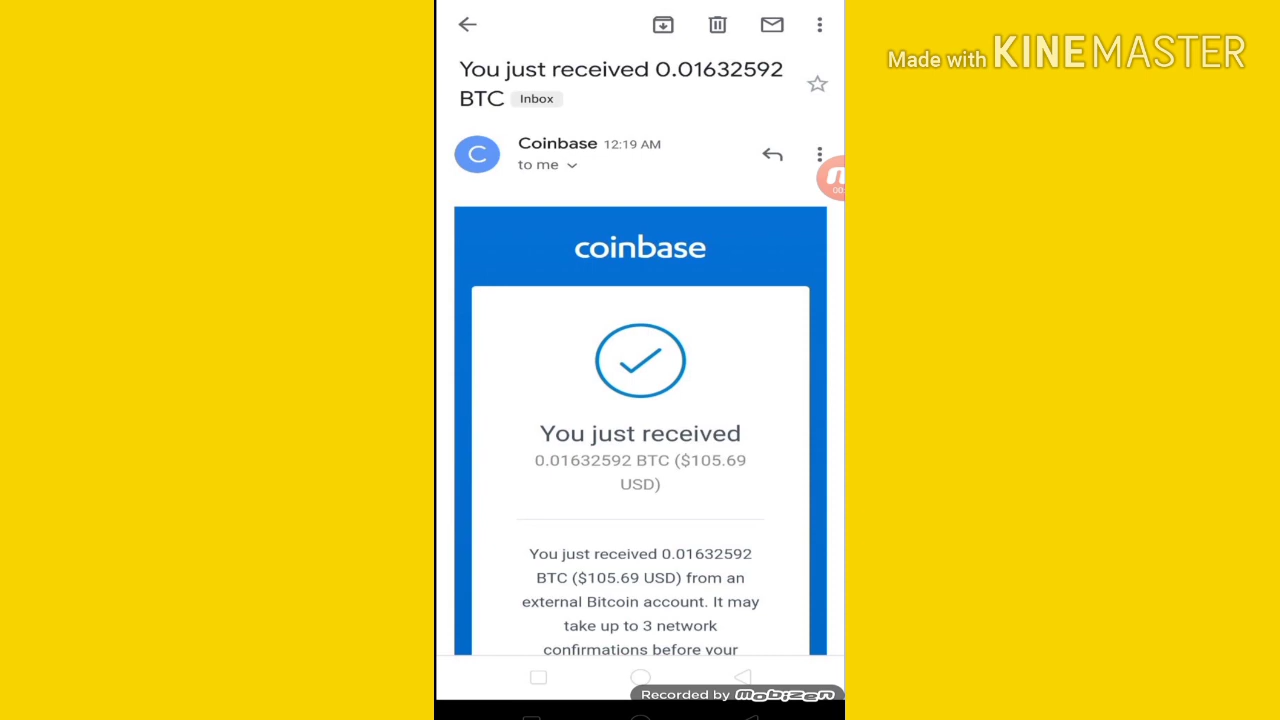 Made with KINEMASTER
You just received 0.01632592
BTC Inbox
C
Coinbase 12:19 AM
to me
00:
coinbase
You just received
0.01632592 BTC ($105.69
USD)
You just received 0.01632592
BTC ($105.69 USD) from an
external Bitcoin account. It may
take up to 3 network
confirmations before your
Recorded by mobizen